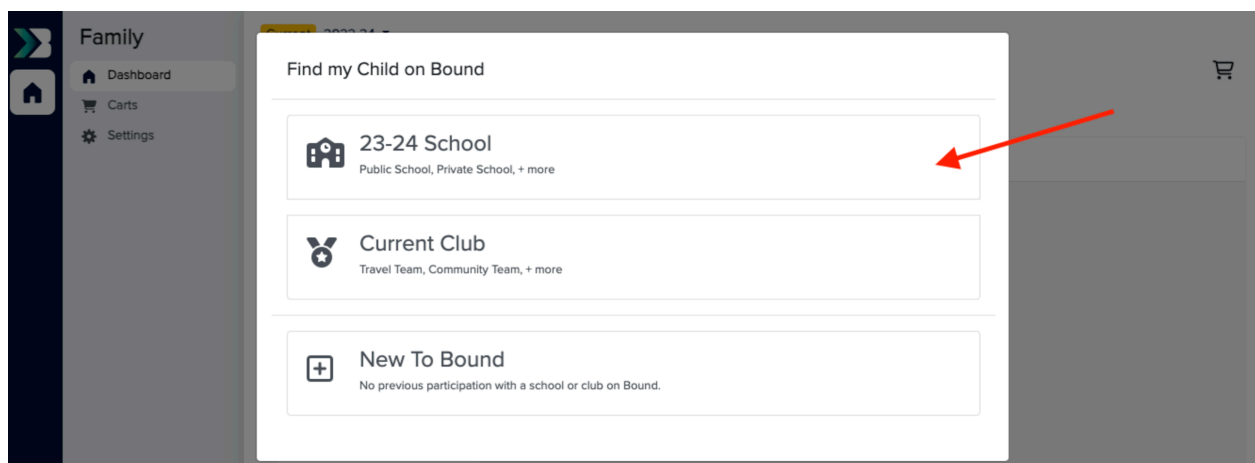 Family
Dashboard
Carts
Settings
Find my Child on Bound
23-24 School
Public School, Private School, + more
Current Club
Travel Team, Community Team, + more
New To Bound
No previous participation with a school or club on Bound.